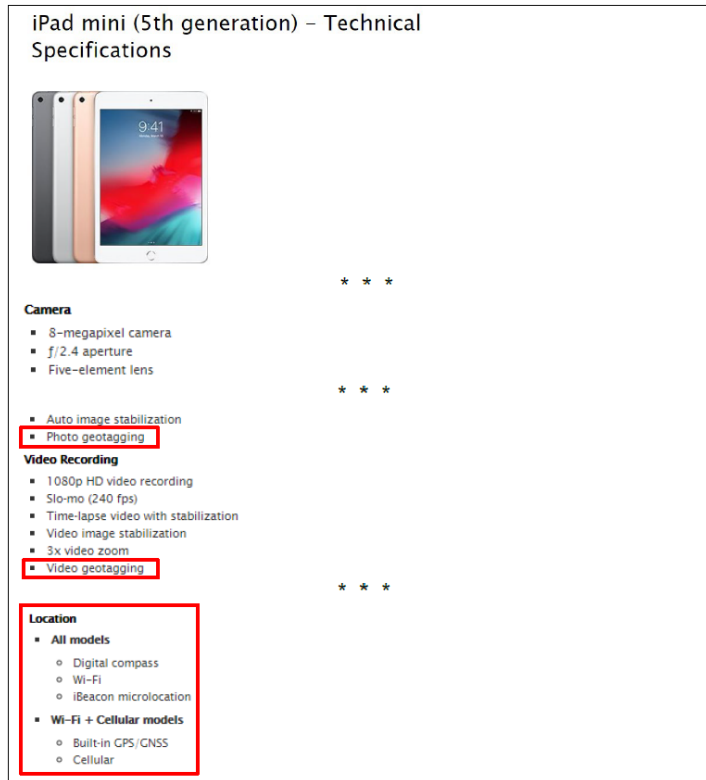 iPad mini (5th generation) – Technical
Specifications
9:41
* * *
Camera
▪ 8-megapixel camera
▪ ƒ/2.4 aperture
▪ Five-element lens
* * *
▪ Auto image stabilization
▪ Photo geotagging
Video Recording
▪ 1080p HD video recording
▪ Slo-mo (240 fps)
▪ Time-lapse video with stabilization
▪ Video image stabilization
▪ 3x video zoom
▪ Video geotagging
* * *
Location
▪ All models
◦ Digital compass
◦ Wi-Fi
◦ iBeacon microlocation
▪ Wi-Fi + Cellular models
◦ Built-in GPS/GNSS
◦ Cellular